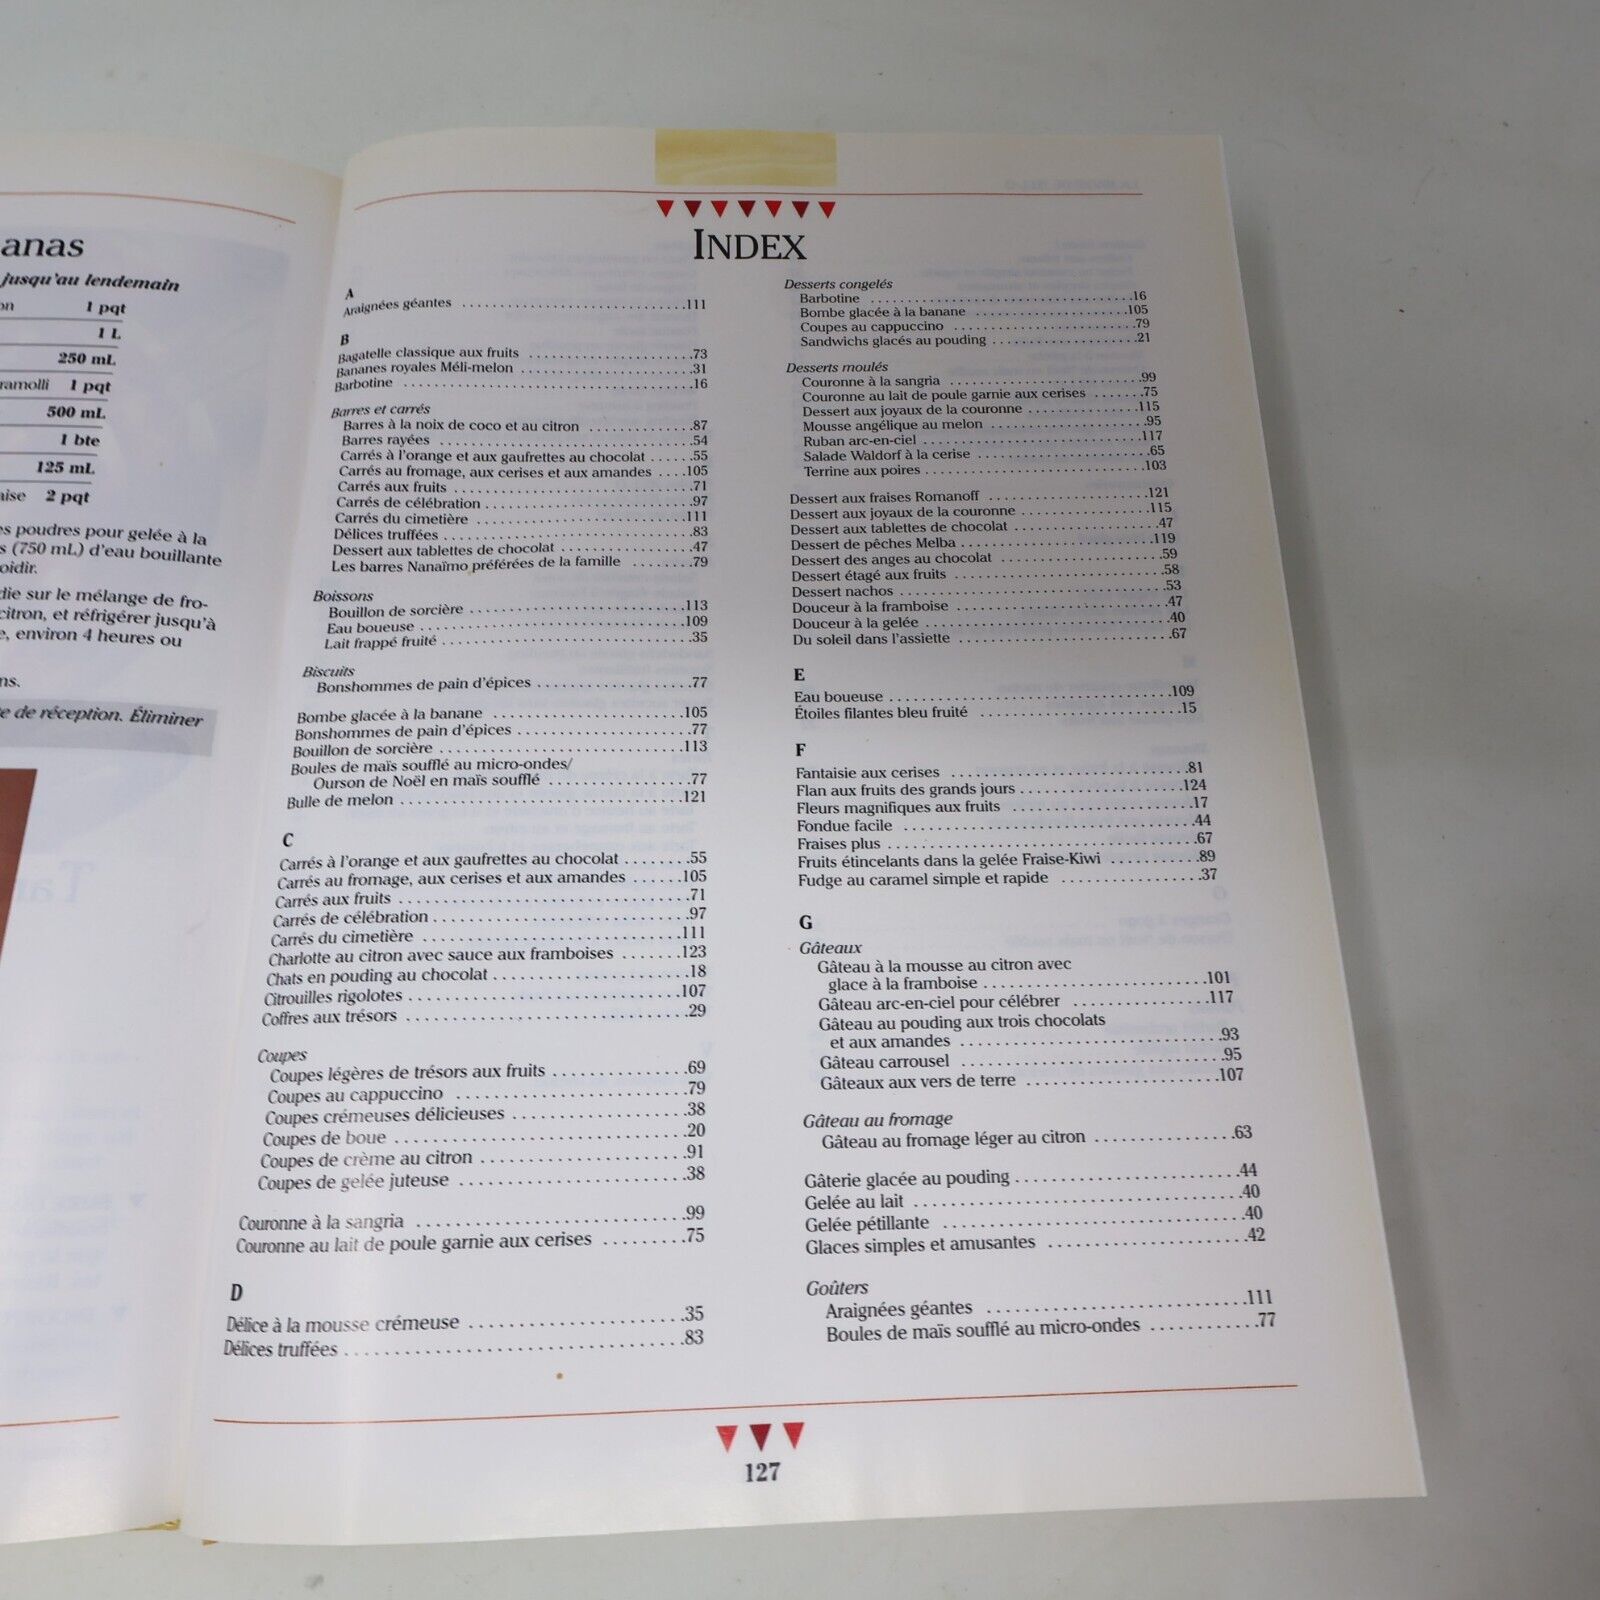 anas
jusqu'au lendemain
on 1 pqt
1 L
250 mL
ramolli 1 pqt
500 mL
1 bte
125 mL
aise 2 pqt
es poudres pour gelée à la
s (750 mL) d'eau bouillante
oidir.
die sur le mélange de fro-
citron, et réfrigérer jusqu'à
e, environ 4 heures ou
ns.
e de réception. Éliminer
INDEX
A
Araignées géantes ........................111
B
Bagatelle classique aux fruits ......................73
Bananes royales Méli-melon ......................31
Barbotine ....................................16
Barres et carrés
Barres à la noix de coco et au citron .............87
Barres rayées ................................54
Carrés à l'orange et aux gaufrettes au chocolat ......55
Carrés au fromage, aux cerises et aux amandes ....105
Carrés aux fruits ..............................71
Carrés de célébration ..........................97
Carrés du cimetière ..........................111
Délices truffées ..............................83
Dessert aux tablettes de chocolat ................47
Les barres Nanaïmo préférées de la famille ........79
Boissons
Bouillon de sorcière ..........................113
Eau boueuse ................................109
Lait frappé fruité ..............................35
Biscuits
Bonshommes de pain d'épices ..................77
Bombe glacée à la banane ......................105
Bonshommes de pain d'épices ....................77
Bouillon de sorcière ............................113
Boules de maïs soufflé au micro-ondes/
Ourson de Noël en maïs soufflé ................77
Bulle de melon ................................121
C
Carrés à l'orange et aux gaufrettes au chocolat ........55
Carrés au fromage, aux cerises et aux amandes ......105
Carrés aux fruits ..............................71
Carrés de célébration ..........................97
Carrés du cimetière ............................111
Charlotte au citron avec sauce aux framboises .......123
Chats en pouding au chocolat ....................18
Citrouilles rigolotes ............................107
Coffres aux trésors ............................29
Coupes
Coupes légères de trésors aux fruits ..............69
Coupes au cappuccino ........................79
Coupes crémeuses délicieuses ..................38
Coupes de boue ..............................20
Coupes de crème au citron ....................91
Coupes de gelée juteuse ......................38
Couronne à la sangria ..........................99
Couronne au lait de poule garnie aux cerises .........75
D
Délice à la mousse crémeuse ......................35
Délices truffées ................................83
Desserts congelés
Barbotine ....................................16
Bombe glacée à la banane ....................105
Coupes au cappuccino ........................79
Sandwichs glacés au pouding ..................21
Desserts moulés
Couronne à la sangria ........................99
Couronne au lait de poule garnie aux cerises .......75
Dessert aux joyaux de la couronne ..............115
Mousse angélique au melon ....................95
Ruban arc-en-ciel ............................117
Salade Waldorf à la cerise ....................65
Terrine aux poires ............................103
Dessert aux fraises Romanoff ....................121
Dessert aux joyaux de la couronne ................115
Dessert aux tablettes de chocolat ..................47
Dessert de pêches Melba ........................119
Dessert des anges au chocolat ....................59
Dessert étagé aux fruits ........................58
Dessert nachos ................................53
Douceur à la framboise ........................47
Douceur à la gelée ............................40
Du soleil dans l'assiette ........................67
E
Eau boueuse ................................109
Étoiles filantes bleu fruité ......................15
F
Fantaisie aux cerises ............................81
Flan aux fruits des grands jours ..................124
Fleurs magnifiques aux fruits ....................17
Fondue facile ................................44
Fraises plus ..................................67
Fruits étincelants dans la gelée Fraise-Kiwi ..........89
Fudge au caramel simple et rapide ................37
G
Gâteaux
Gâteau à la mousse au citron avec
glace à la framboise ........................101
Gâteau arc-en-ciel pour célébrer ..............117
Gâteau au pouding aux trois chocolats
et aux amandes ............................93
Gâteau carrousel ............................95
Gâteaux aux vers de terre ....................107
Gâteau au fromage
Gâteau au fromage léger au citron ..............63
Gâterie glacée au pouding ......................44
Gelée au lait ................................40
Gelée pétillante ..............................40
Glaces simples et amusantes ....................42
Goûters
Araignées géantes ..........................111
Boules de maïs soufflé au micro-ondes ..........77
127